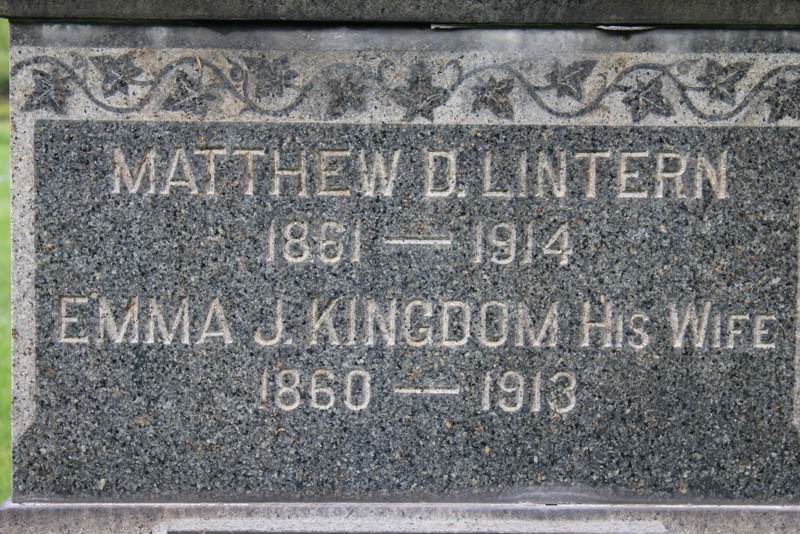 MATTHEW D. LINTERN
1861 — 1914
EMMA J. KINGDOM HIS WIFE
1860 — 1913